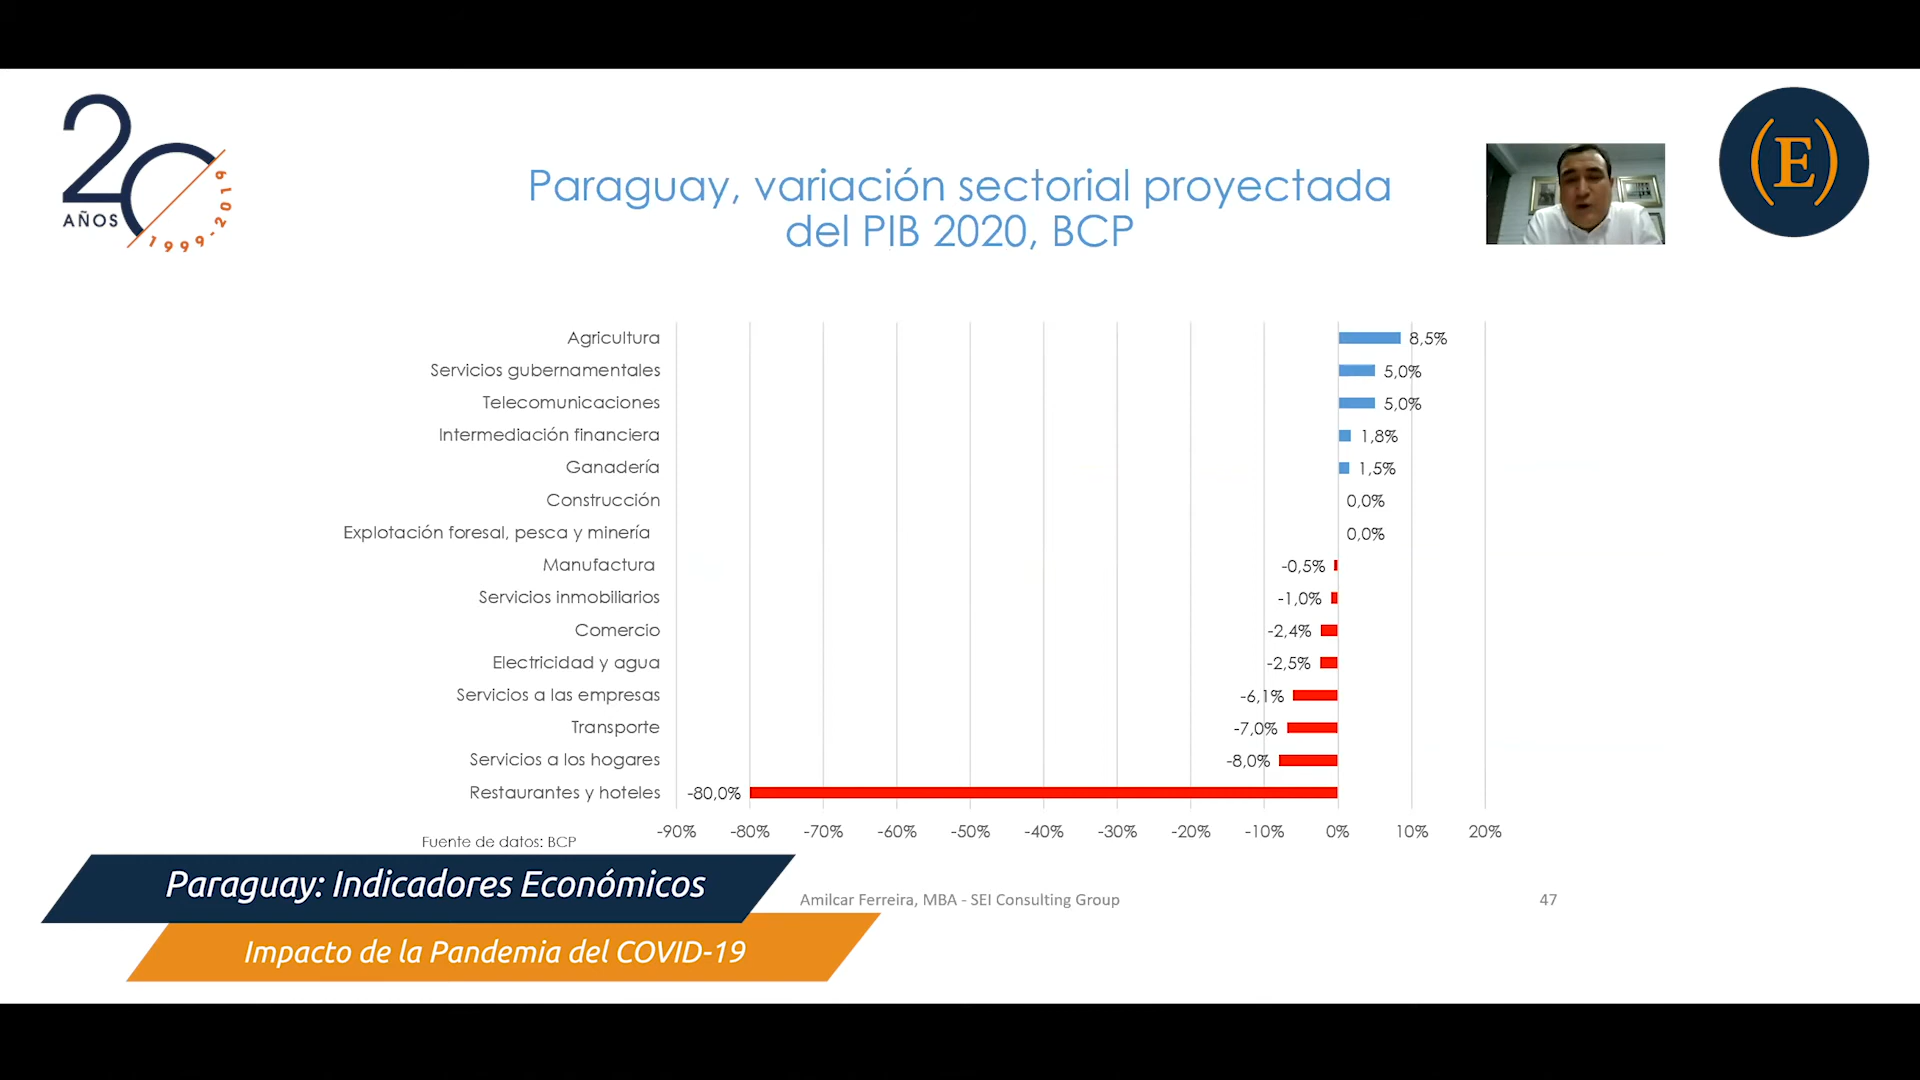 20
AÑOS
1999-2019
(E)
Paraguay, variación sectorial proyectada
del PIB 2020, BCP
Agricultura 8,5%
Servicios gubernamentales 5,0%
Telecomunicaciones 5,0%
Intermediación financiera 1,8%
Ganadería 1,5%
Construcción 0,0%
Explotación foresal, pesca y minería 0,0%
Manufactura -0,5%
Servicios inmobiliarios -1,0%
Comercio -2,4%
Electricidad y agua -2,5%
Servicios a las empresas -6,1%
Transporte -7,0%
Servicios a los hogares -8,0%
Restaurantes y hoteles -80,0%
-90% -80% -70% -60% -50% -40% -30% -20% -10% 0% 10% 20%
Fuente de datos: BCP
Paraguay: Indicadores Económicos
Amilcar Ferreira, MBA - SEI Consulting Group
47
Impacto de la Pandemia del COVID-19